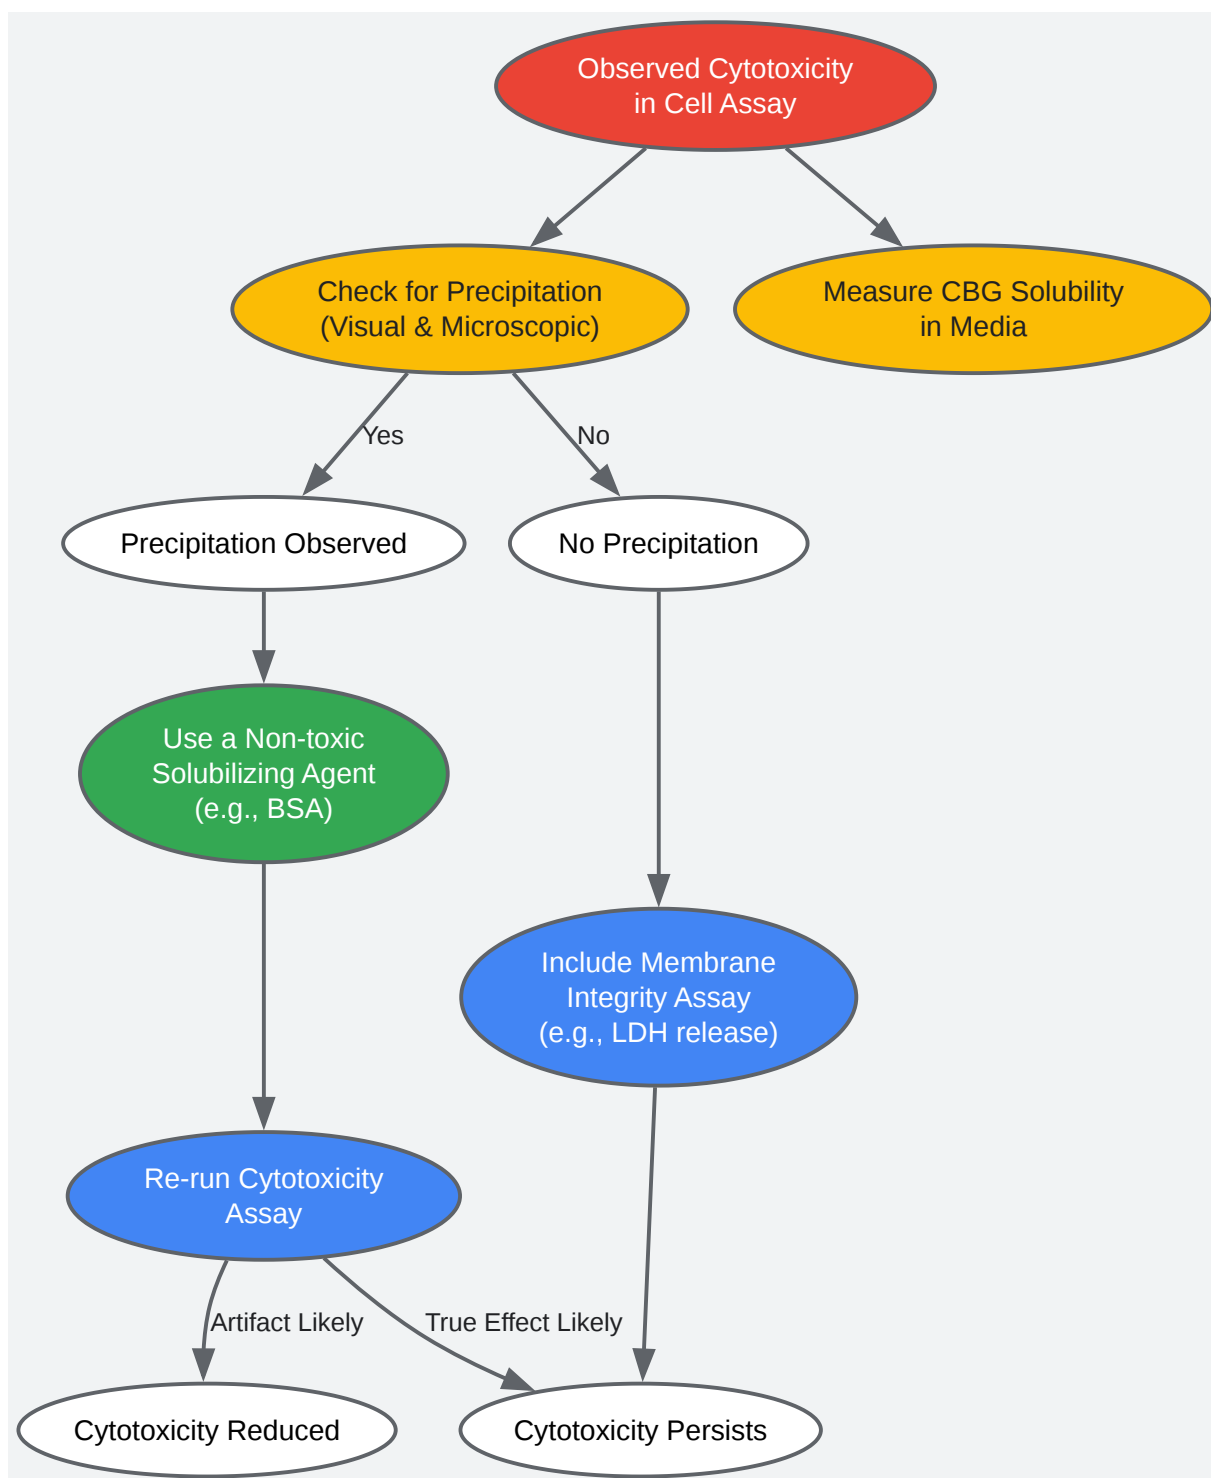 Observed Cytotoxicity
in Cell Assay
Check for Precipitation
(Visual & Microscopic)
Measure CBG Solubility
in Media
Yes
No
Precipitation Observed
No Precipitation
Use a Non-toxic
Solubilizing Agent
(e.g., BSA)
Include Membrane
Integrity Assay
(e.g., LDH release)
Re-run Cytotoxicity
Assay
Artifact Likely
True Effect Likely
Cytotoxicity Reduced
Cytotoxicity Persists